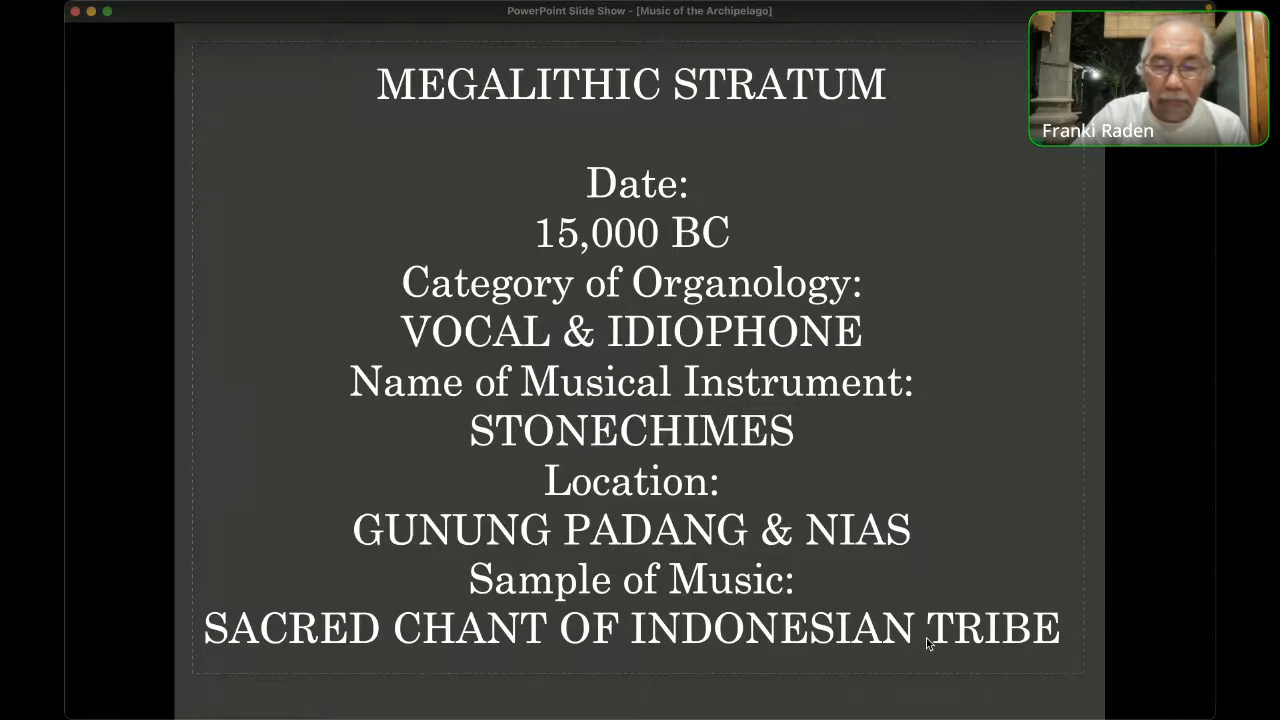 PowerPoint Slide Show - [Music of the Archipelago]
MEGALITHIC STRATUM
Franki Raden
Date:
15,000 BC
Category of Organology:
VOCAL & IDIOPHONE
Name of Musical Instrument:
STONECHIMES
Location:
GUNUNG PADANG & NIAS
Sample of Music:
SACRED CHANT OF INDONESIAN TRIBE